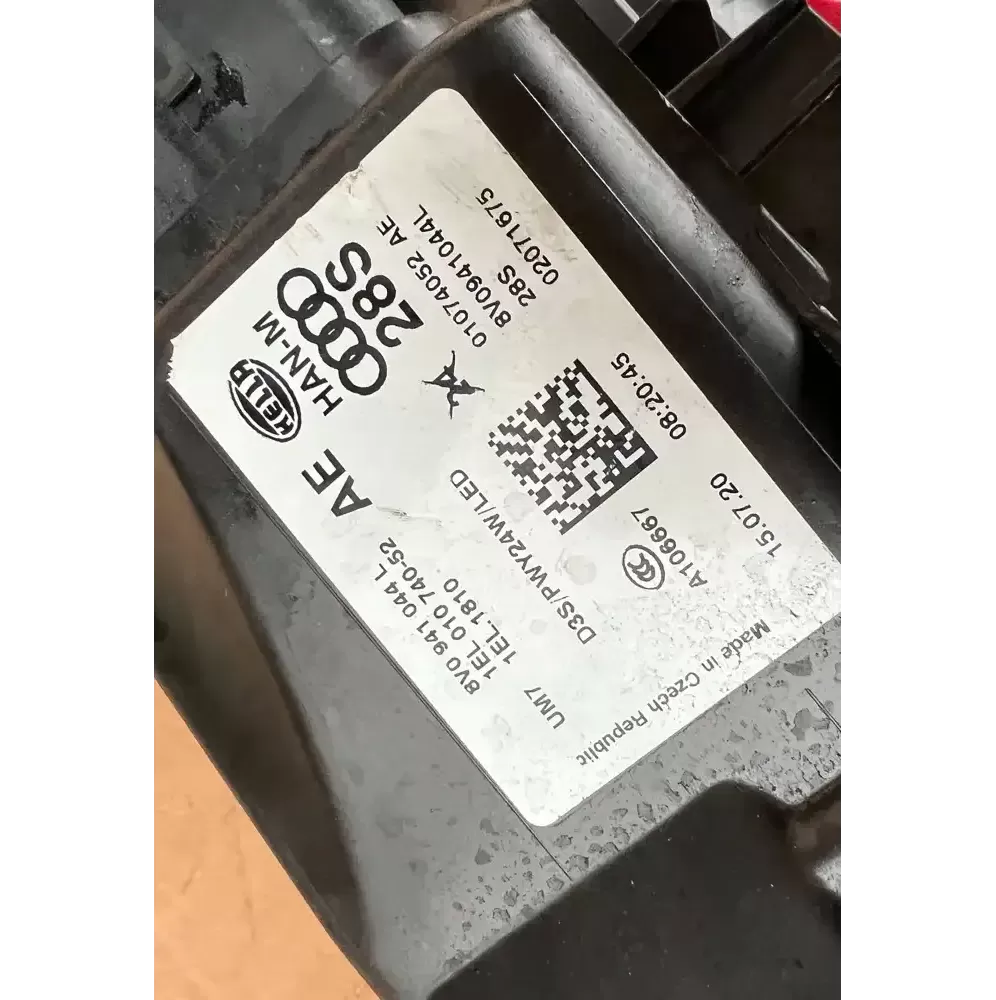 8V0 941 044 L
1EL 010 740-52
1EL.1810
UM7
D3S/PWY24W/LED
AE
HELLA
HAN-M
28S
01074052 AE
8V0941044L
28S
02071675
A106667
08:20:45
15.07.20
Made in Czech Republic